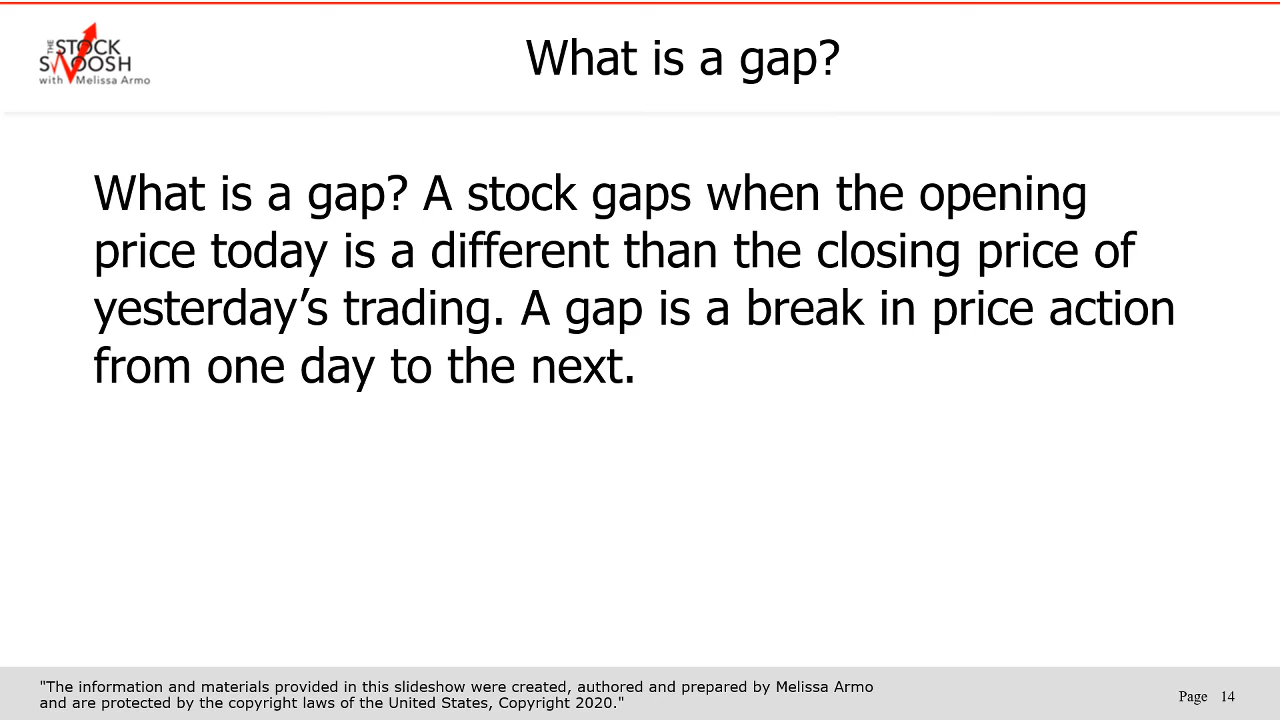 THE STOCK
SWOOSH
with Melissa Armo
What is a gap?
What is a gap? A stock gaps when the opening
price today is a different than the closing price of
yesterday’s trading. A gap is a break in price action
from one day to the next.
"The information and materials provided in this slideshow were created, authored and prepared by Melissa Armo
and are protected by the copyright laws of the United States, Copyright 2020."
Page 14